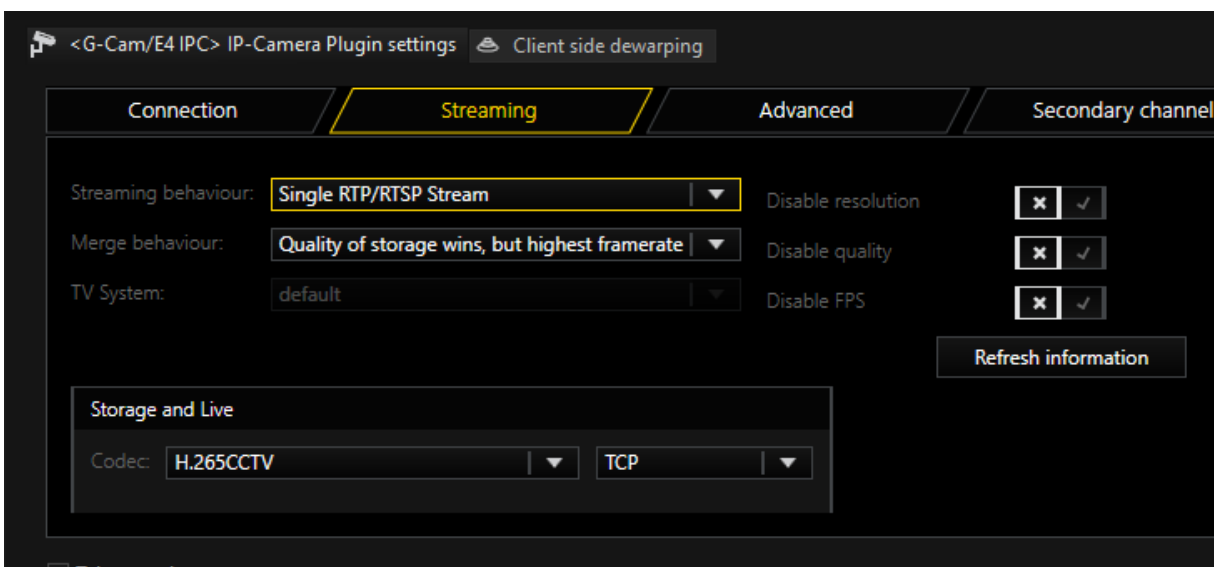 <G-Cam/E4 IPC> IP-Camera Plugin settings Client side dewarping
Connection Streaming Advanced Secondary channel
Streaming behaviour: Single RTP/RTSP Stream Disable resolution
Merge behaviour: Quality of storage wins, but highest framerate Disable quality
TV System: default Disable FPS
Refresh information
Storage and Live
Codec: H.265CCTV TCP